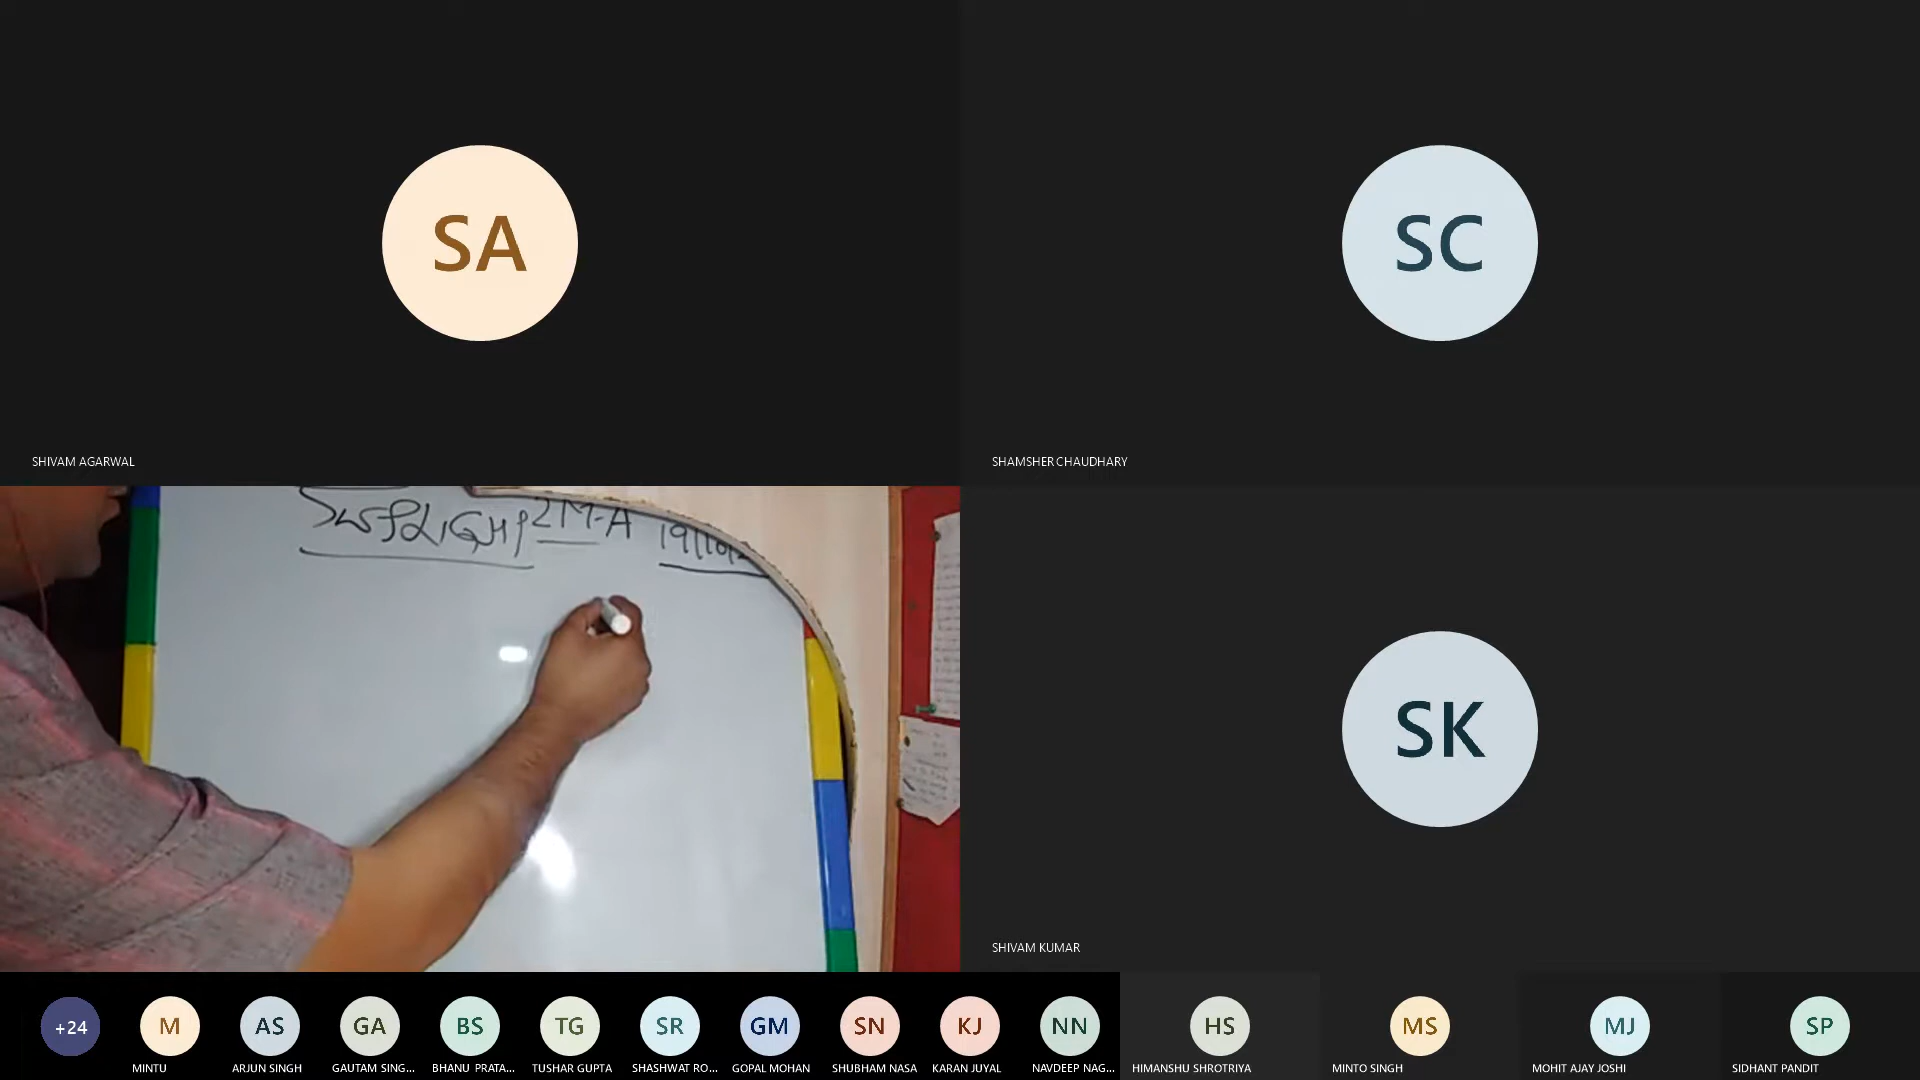 SA
SC
SHIVAM AGARWAL
SHAMSHER CHAUDHARY
2M-A
SK
SHIVAM KUMAR
+24
M
AS
GA
BS
TG
SR
GM
SN
KJ
NN
HS
MS
MJ
SP
MINTU
ARJUN SINGH
GAUTAM SING...
BHANU PRATA...
TUSHAR GUPTA
SHASHWAT RO...
GOPAL MOHAN
SHUBHAM NASA
KARAN JUYAL
NAVDEEP NAG...
HIMANSHU SHROTRIYA
MINTO SINGH
MOHIT AJAY JOSHI
SIDHANT PANDIT